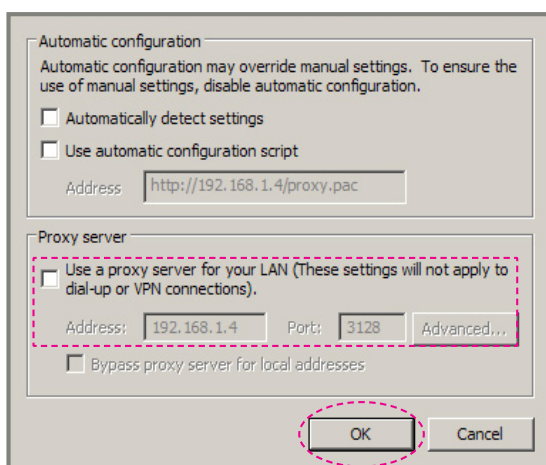 Automatic configuration
Automatic configuration may override manual settings. To ensure the
use of manual settings, disable automatic configuration.
Automatically detect settings
Use automatic configuration script
Address http://192.168.1.4/proxy.pac
Proxy server
Use a proxy server for your LAN (These settings will not apply to
dial-up or VPN connections).
Address: 192.168.1.4 Port: 3128 Advanced...
Bypass proxy server for local addresses
OK Cancel